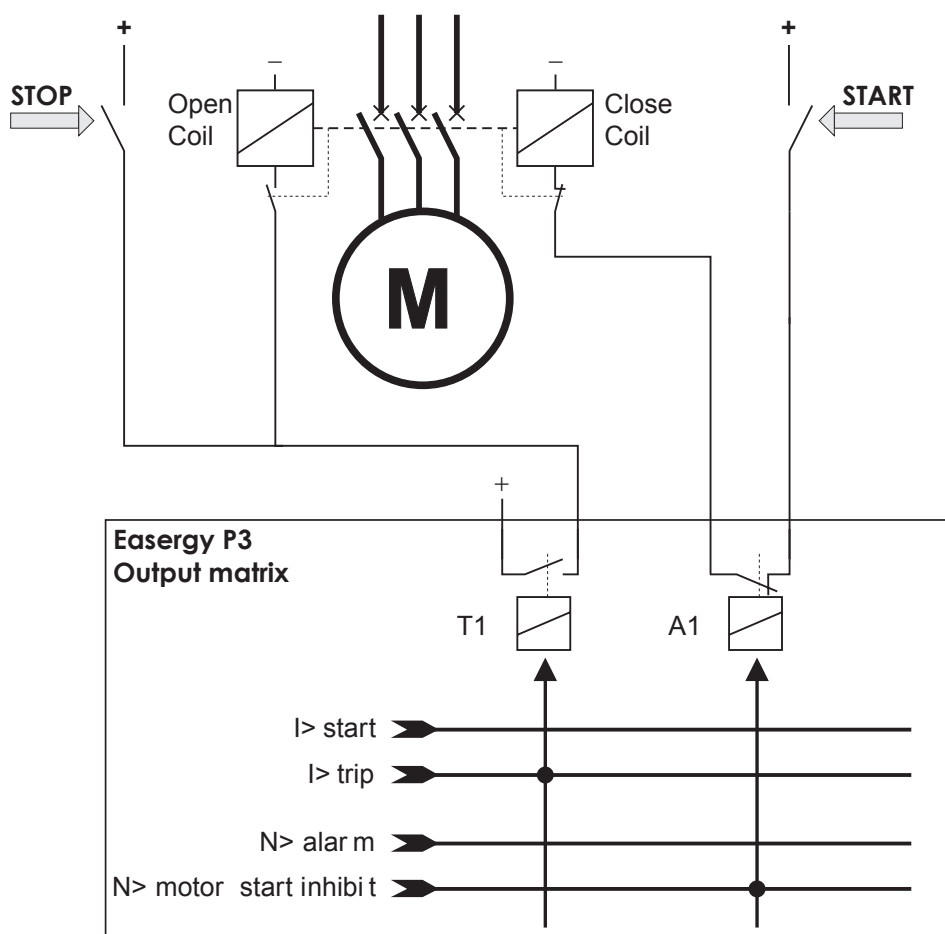 +
+
STOP
START
−
−
Open
Coil
Close
Coil
M
+
Easergy P3
Output matrix
T1
A1
I> start
I> trip
N> alar m
N> motor start inhibi t